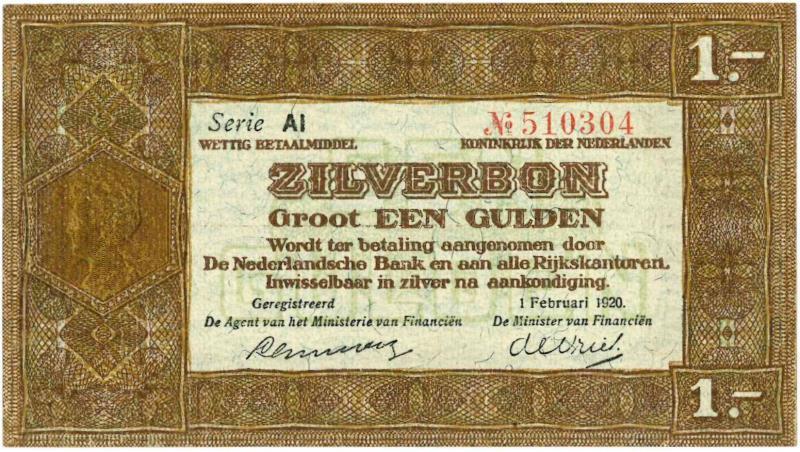 1.-
Serie AI № 510304
WETTIG BETAALMIDDEL KONINKRIJK DER NEDERLANDEN
ZILVERBON
Groot EEN GULDEN
Wordt ter betaling aangenomen door
De Nederlandsche Bank en aan alle Rijkskantoren.
Inwisselbaar in zilver na aankondiging.
Geregistreerd 1 Februari 1920.
De Agent van het Ministerie van Financiën De Minister van Financiën
de Vries
1.-